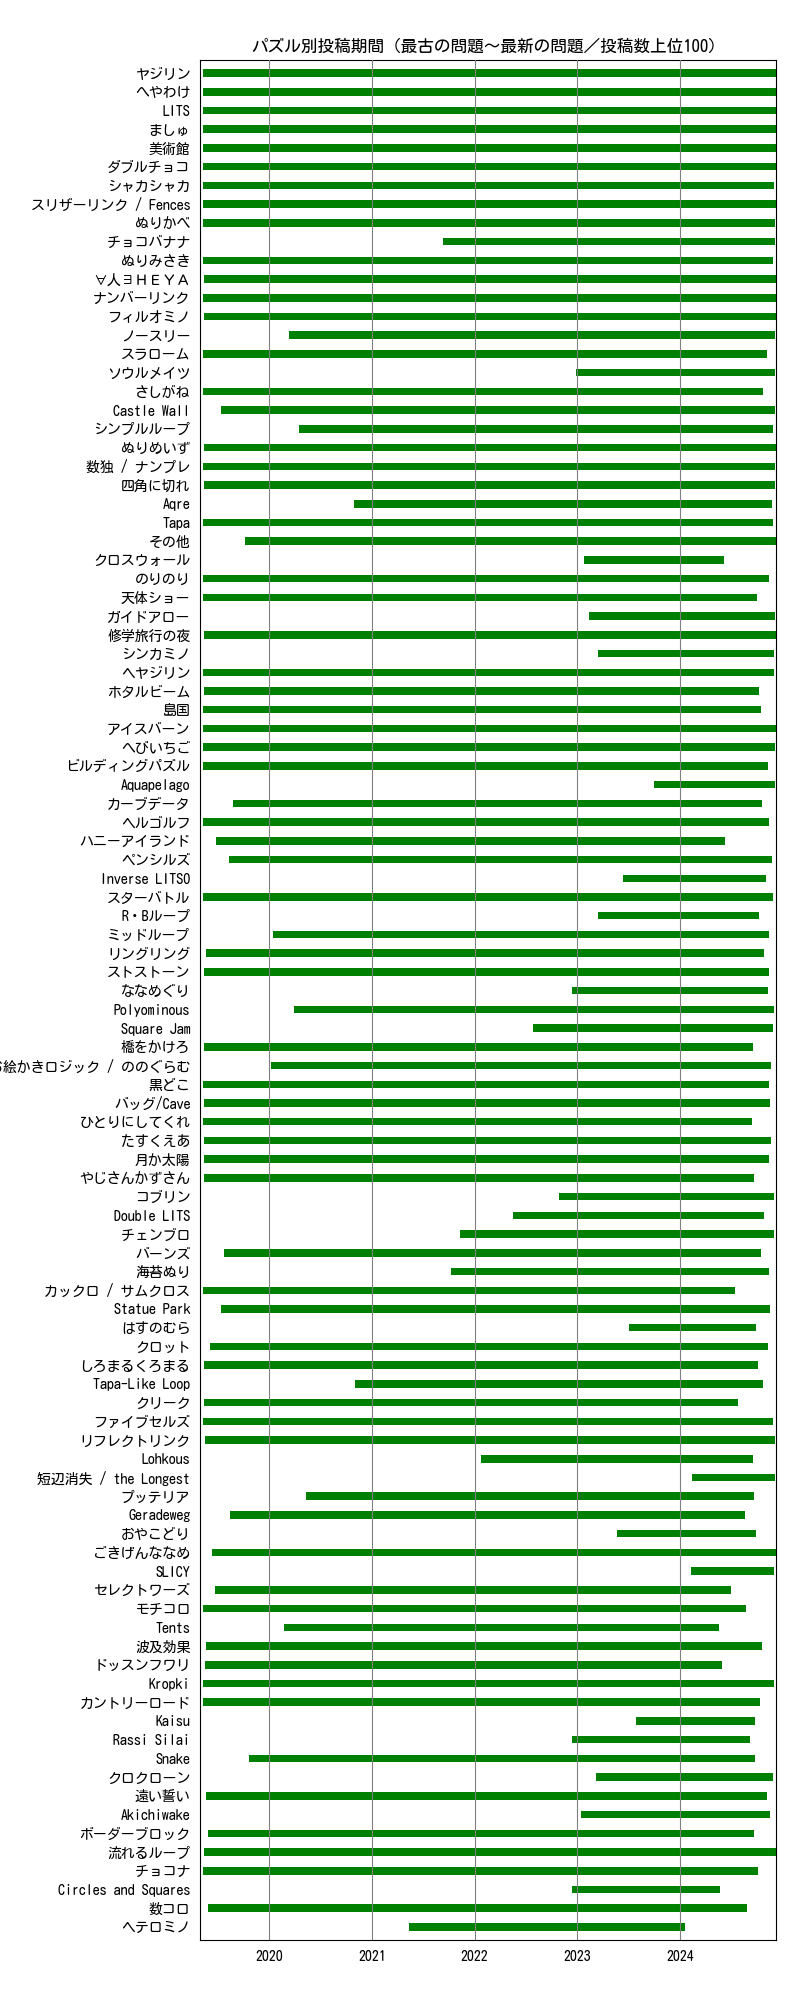 パズル別投稿期間（最古の問題～最新の問題／投稿数上位100）
ヤジリン
へやわけ
LITS
ましゅ
美術館
ダブルチョコ
シャカシャカ
スリザーリンク / Fences
ぬりかべ
チョコバナナ
ぬりみさき
∀人∃ＨＥＹＡ
ナンバーリンク
フィルオミノ
ノースリー
スラローム
ソウルメイツ
さしがね
Castle Wall
シンプルループ
ぬりめいず
数独 / ナンプレ
四角に切れ
Aqre
Tapa
その他
クロスウォール
のりのり
天体ショー
ガイドアロー
修学旅行の夜
シンカミノ
ヘヤジリン
ホタルビーム
島国
アイスバーン
へびいちご
ビルディングパズル
Aquapelago
カーブデータ
ヘルゴルフ
ハニーアイランド
ペンシルズ
Inverse LITSO
スターバトル
R・Bループ
ミッドループ
リングリング
ストストーン
ななめぐり
Polyominous
Square Jam
橋をかけろ
絵かきロジック / ののぐらむ
黒どこ
バッグ/Cave
ひとりにしてくれ
たすくえあ
月か太陽
やじさんかずさん
コブリン
Double LITS
チェンブロ
バーンズ
海苔ぬり
カックロ / サムクロス
Statue Park
はすのむら
クロット
しろまるくろまる
Tapa-Like Loop
クリーク
ファイブセルズ
リフレクトリンク
Lohkous
短辺消失 / the Longest
プッテリア
Geradeweg
おやこどり
ごきげんななめ
SLICY
セレクトワーズ
モチコロ
Tents
波及効果
ドッスンフワリ
Kropki
カントリーロード
Kaisu
Rassi Silai
Snake
クロクローン
遠い誓い
Akichiwake
ボーダーブロック
流れるループ
チョコナ
Circles and Squares
数コロ
ヘテロミノ
2020 2021 2022 2023 2024